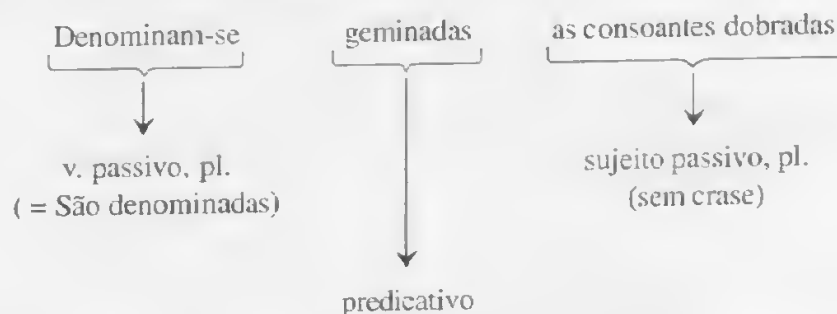 Denominam-se geminadas as consoantes dobradas
v. passivo, pl.
( = São denominadas)
sujeito passivo, pl.
(sem crase)
predicativo